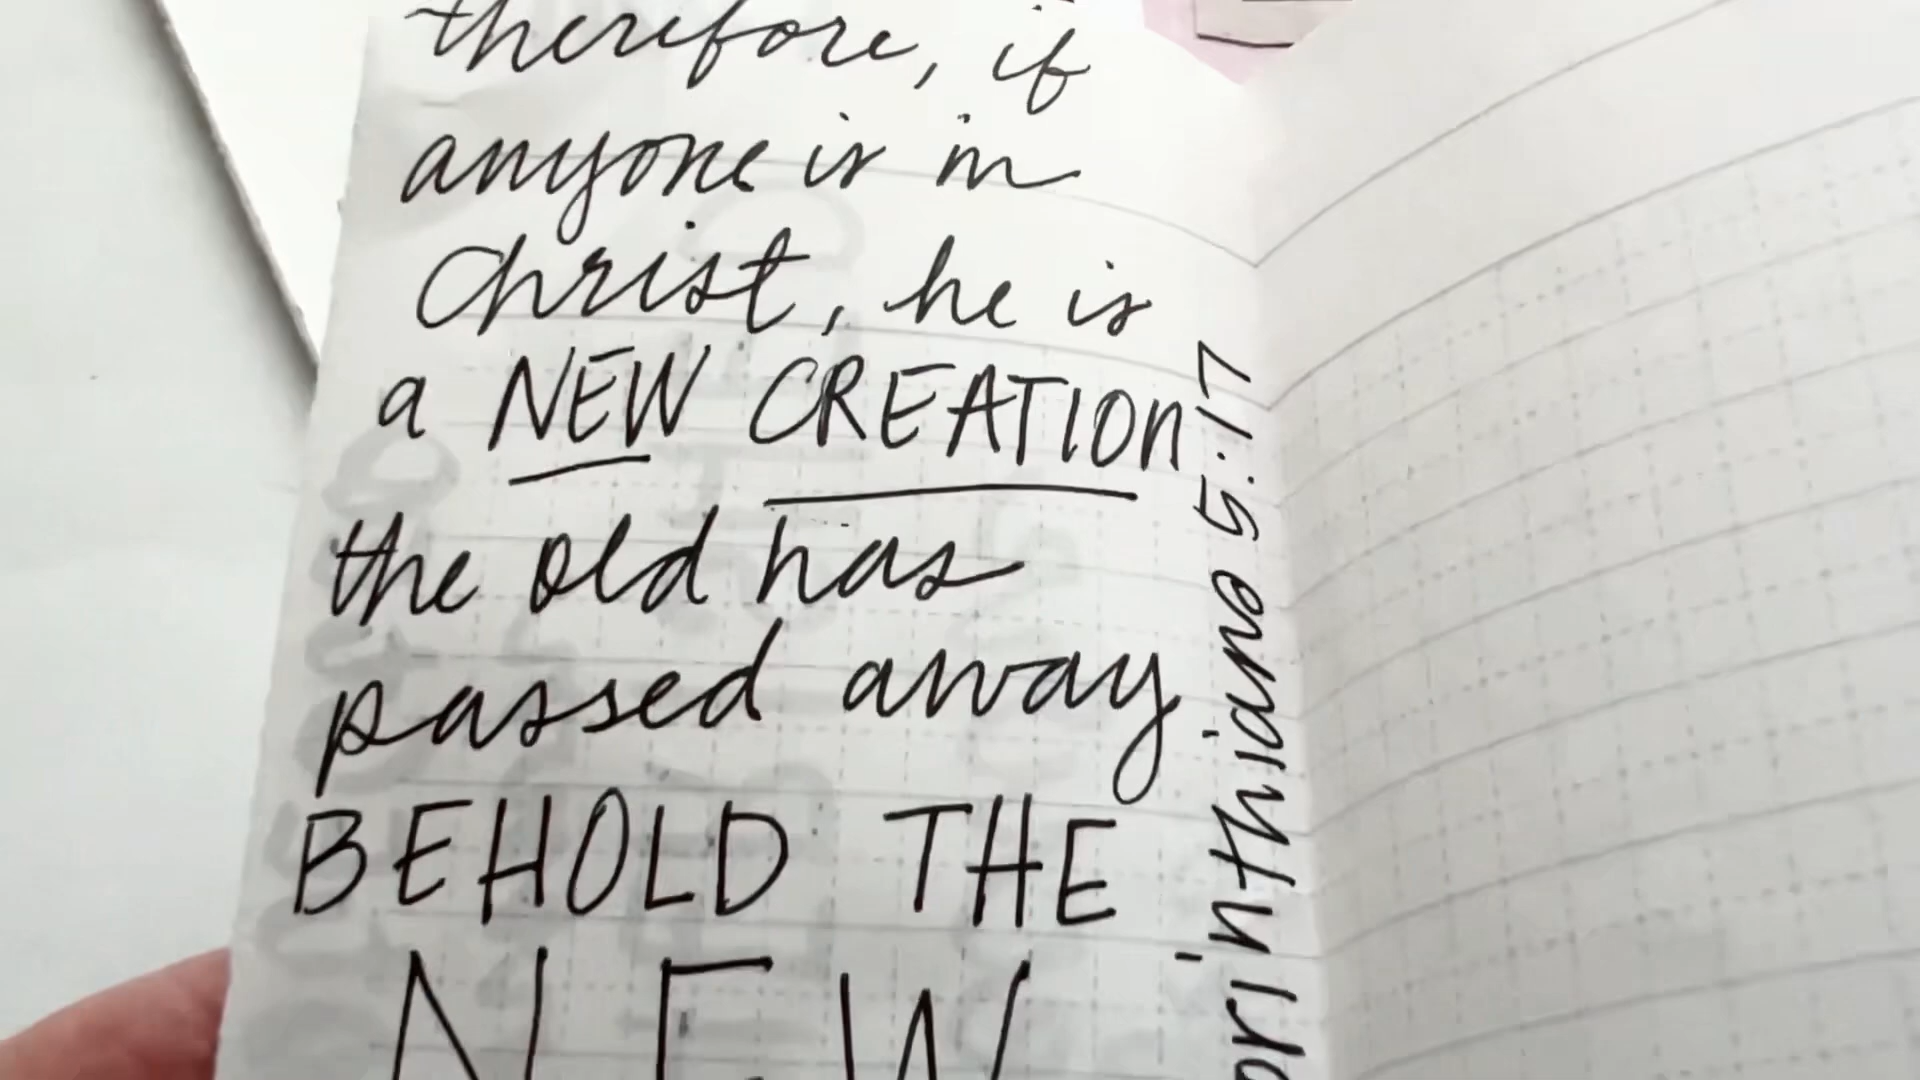 therefore, if
anyone is in
Christ, he is
a NEW CREATIOn
the old has
passed away
BEHOLD THE
NEW
orinthians 5:17